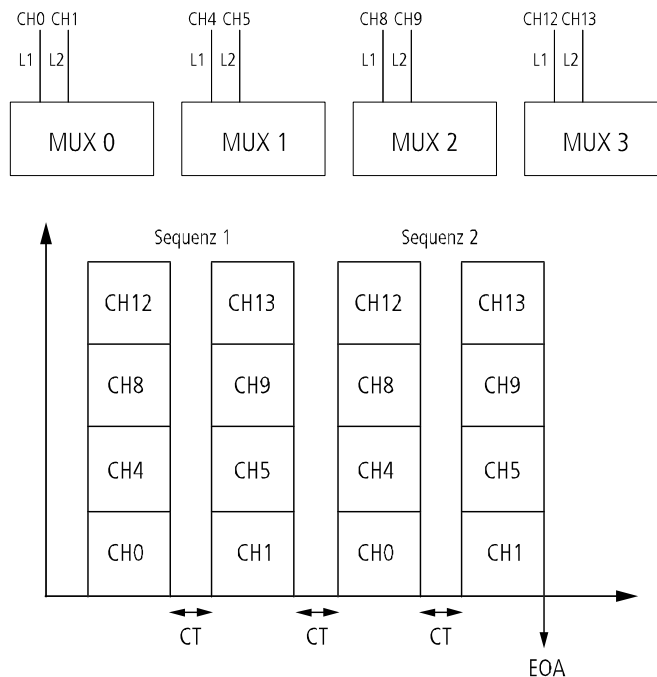 CH0 CH1 CH4 CH5 CH8 CH9 CH12 CH13
L1 L2 L1 L2 L1 L2 L1 L2
MUX 0 MUX 1 MUX 2 MUX 3
Sequenz 1 Sequenz 2
CH12 CH13 CH12 CH13
CH8 CH9 CH8 CH9
CH4 CH5 CH4 CH5
CH0 CH1 CH0 CH1
CT CT CT
EOA